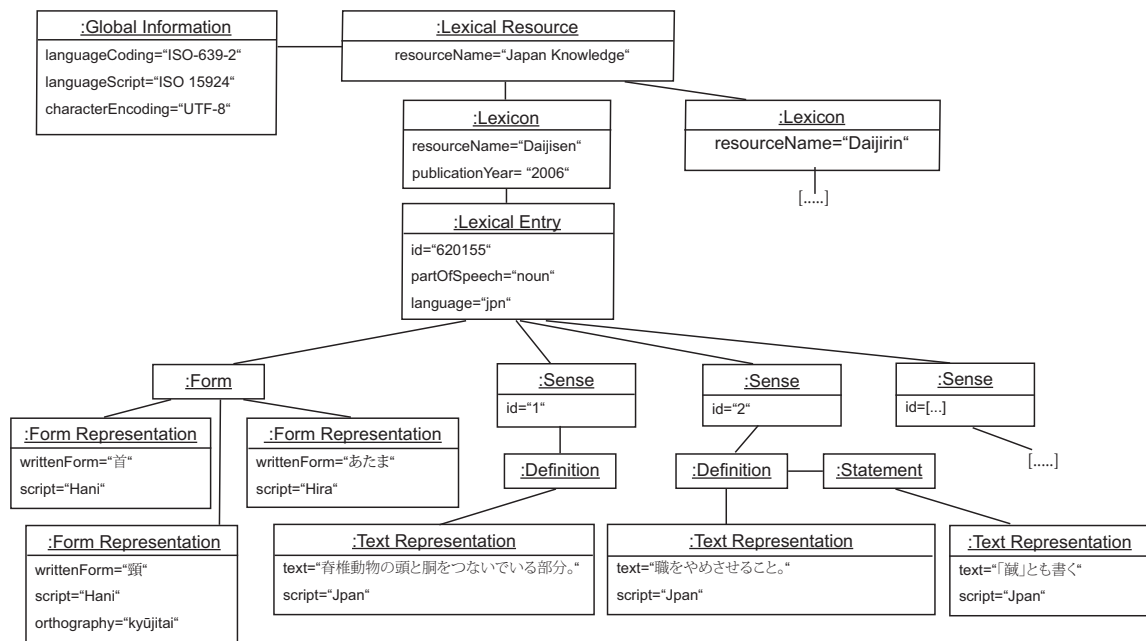 :Global Information
languageCoding=“ISO-639-2“
languageScript=“ISO 15924“
characterEncoding=“UTF-8“
:Lexical Resource
resourceName=“Japan Knowledge“
:Lexicon
resourceName=“Daijisen“
publicationYear= “2006“
:Lexicon
resourceName=“Daijirin“
[.....]
:Lexical Entry
id=“620155“
partOfSpeech=“noun“
language=“jpn“
:Form
:Sense
id=“1“
:Sense
id=“2“
:Sense
id=[...]
[.....]
:Form Representation
writtenForm=“首“
script=“Hani“
:Form Representation
writtenForm=“あたま“
script=“Hira“
:Definition
:Definition
:Statement
:Form Representation
writtenForm=“頸“
script=“Hani“
orthography=“kyūjitai“
:Text Representation
text=“脊椎動物の頭と胴をつないでいる部分。“
script=“Jpan“
:Text Representation
text=“職をやめさせること。“
script=“Jpan“
:Text Representation
text=“「馘」とも書く“
script=“Jpan“